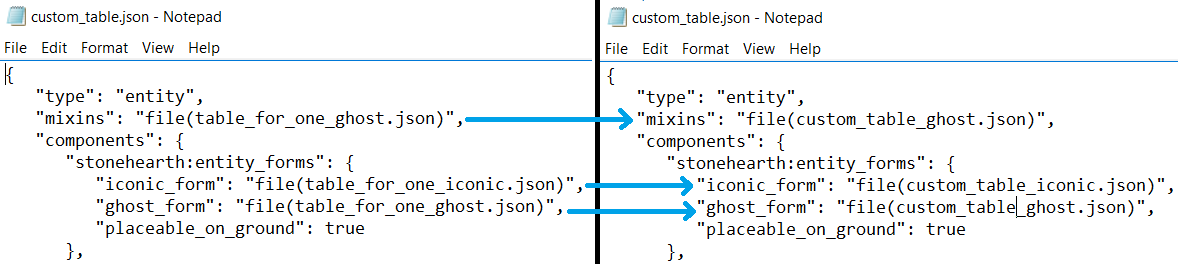 custom_table.json - Notepad
File Edit Format View Help
{
"type": "entity",
"mixins": "file(table_for_one_ghost.json)",
"components": {
"stonehearth:entity_forms": {
"iconic_form": "file(table_for_one_iconic.json)",
"ghost_form": "file(table_for_one_ghost.json)",
"placeable_on_ground": true
},
custom_table.json - Notepad
File Edit Format View Help
{
"type": "entity",
"mixins": "file(custom_table_ghost.json)",
"components": {
"stonehearth:entity_forms": {
"iconic_form": "file(custom_table_iconic.json)",
"ghost_form": "file(custom_table_ghost.json)",
"placeable_on_ground": true
},